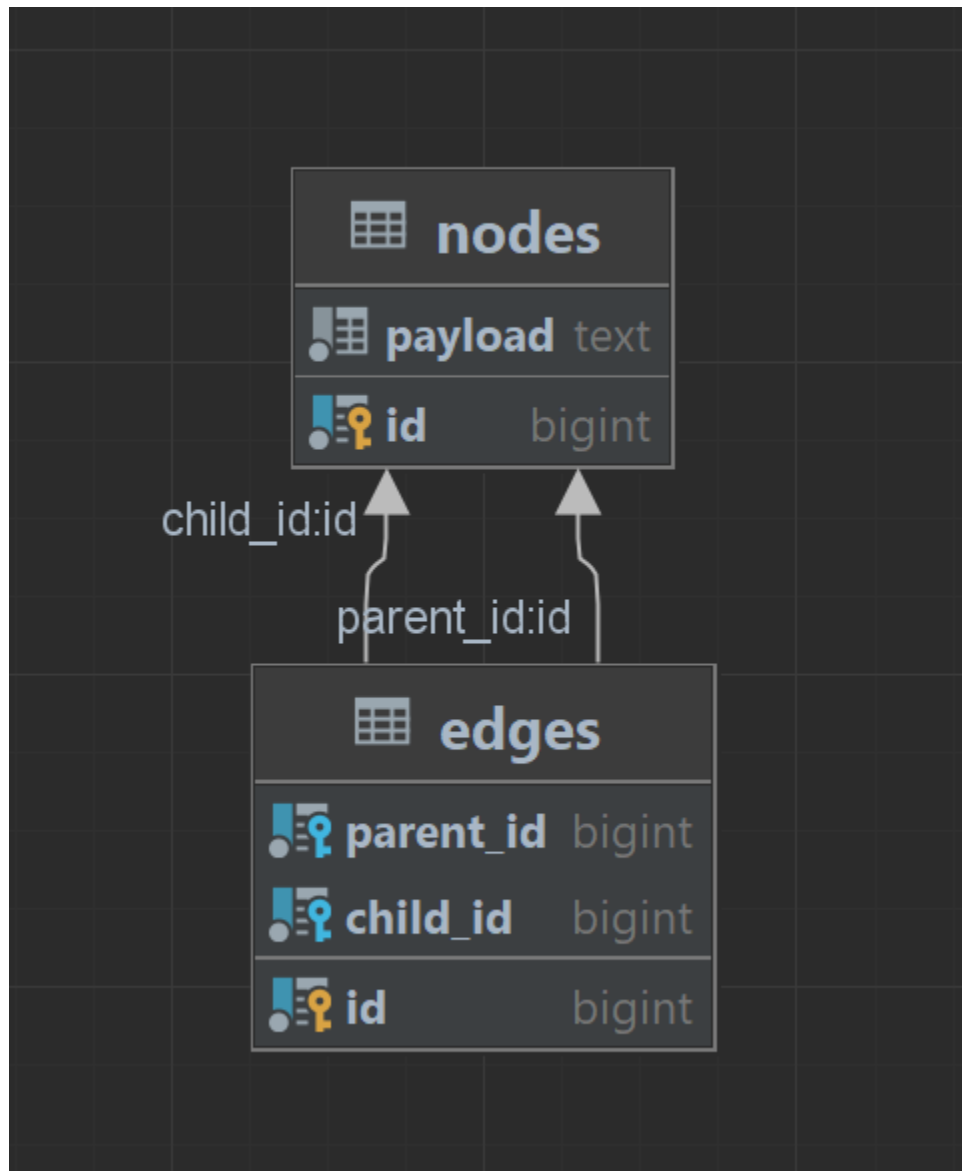 nodes
payload text
id bigint
child_id:id
parent_id:id
edges
parent_id bigint
child_id bigint
id bigint